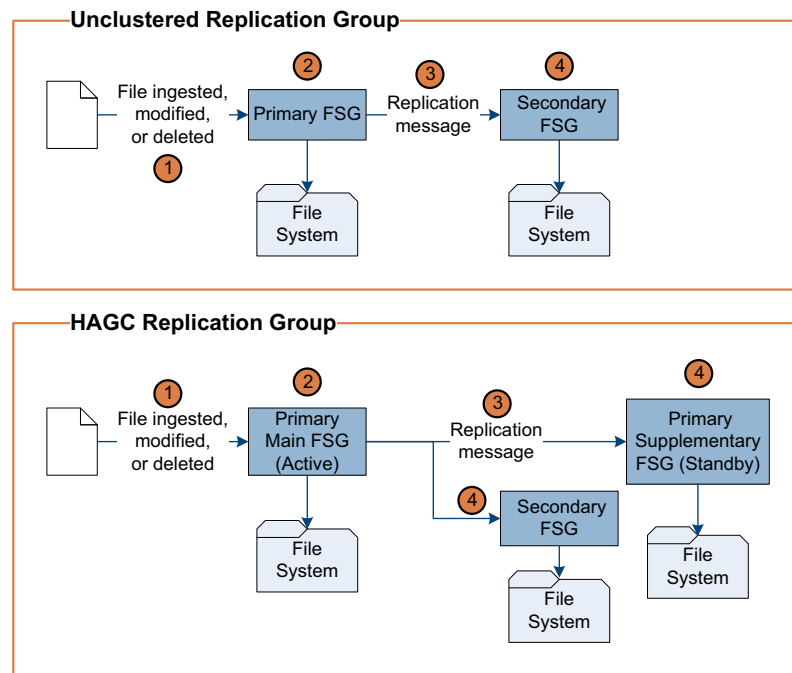 Unclustered Replication Group
2
3
4
File ingested,
modified,
or deleted
1
Primary FSG
Replication
message
Secondary
FSG
File
System
File
System
HAGC Replication Group
1
2
3
4
File ingested,
modified,
or deleted
Primary
Main FSG
(Active)
Replication
message
Primary
Supplementary
FSG (Standby)
4
Secondary
FSG
File
System
File
System
File
System